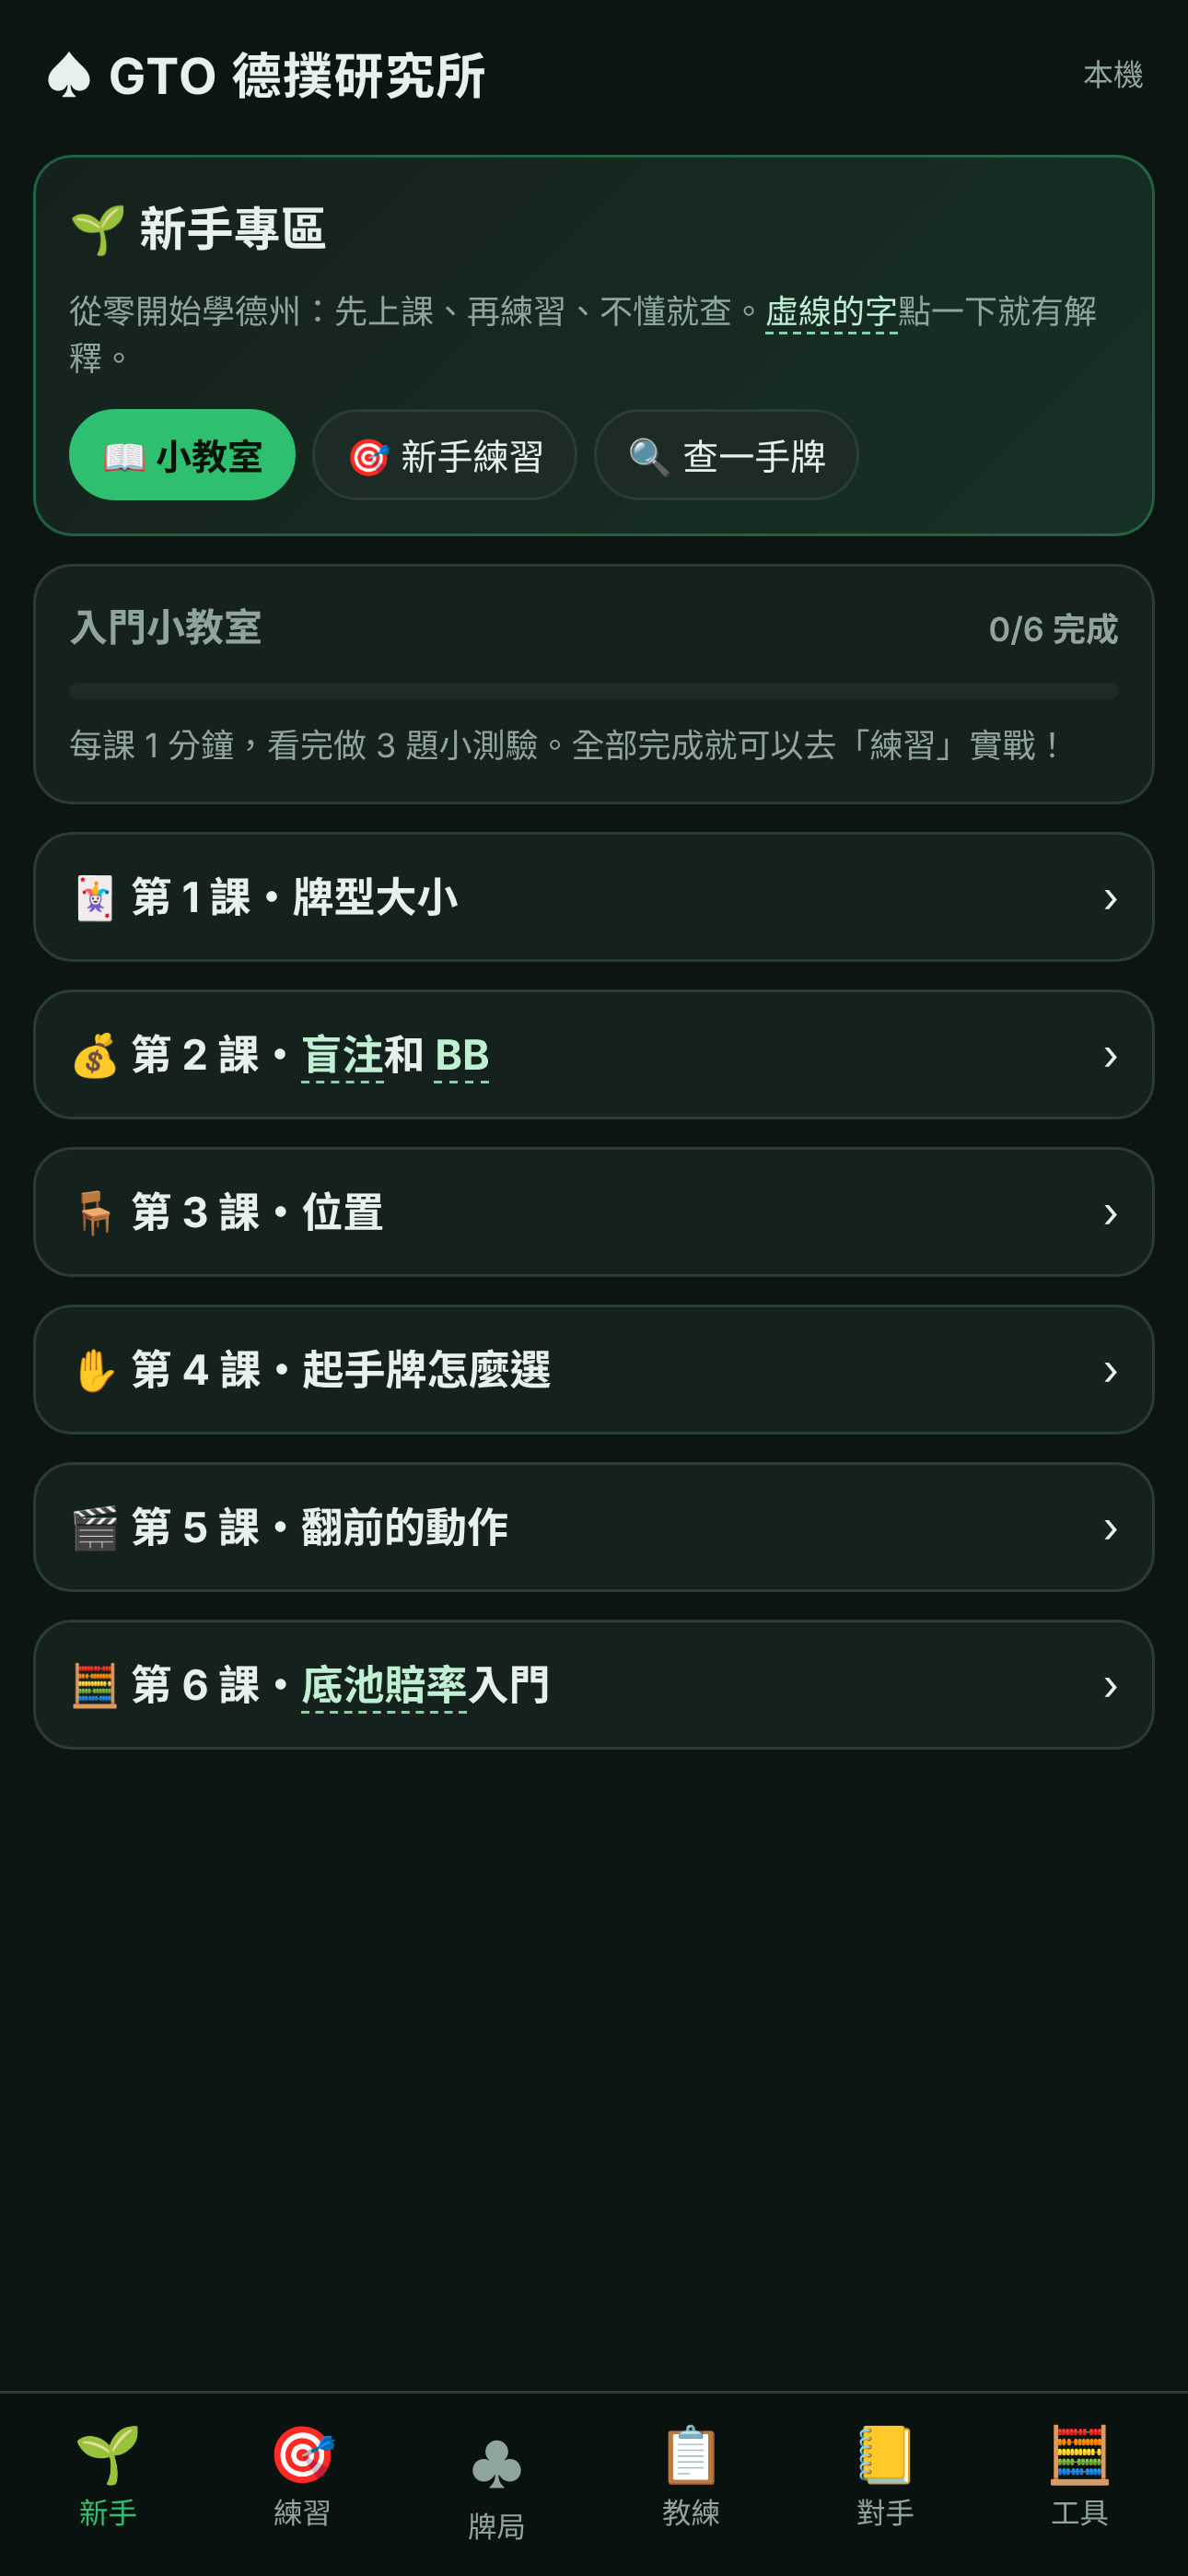 ♠ GTO 德撲研究所
本機
🌱 新手專區
從零開始學德州：先上課、再練習、不懂就查。虛線的字點一下就有解
釋。
📖 小教室
🎯 新手練習
🔍 查一手牌
入門小教室
0/6 完成
每課 1 分鐘，看完做 3 題小測驗。全部完成就可以去「練習」實戰！
🃏 第 1 課・牌型大小 ›
💰 第 2 課・盲注和 BB ›
🪑 第 3 課・位置 ›
✋ 第 4 課・起手牌怎麼選 ›
🎬 第 5 課・翻前的動作 ›
🧮 第 6 課・底池賠率入門 ›
新手
練習
牌局
教練
對手
工具